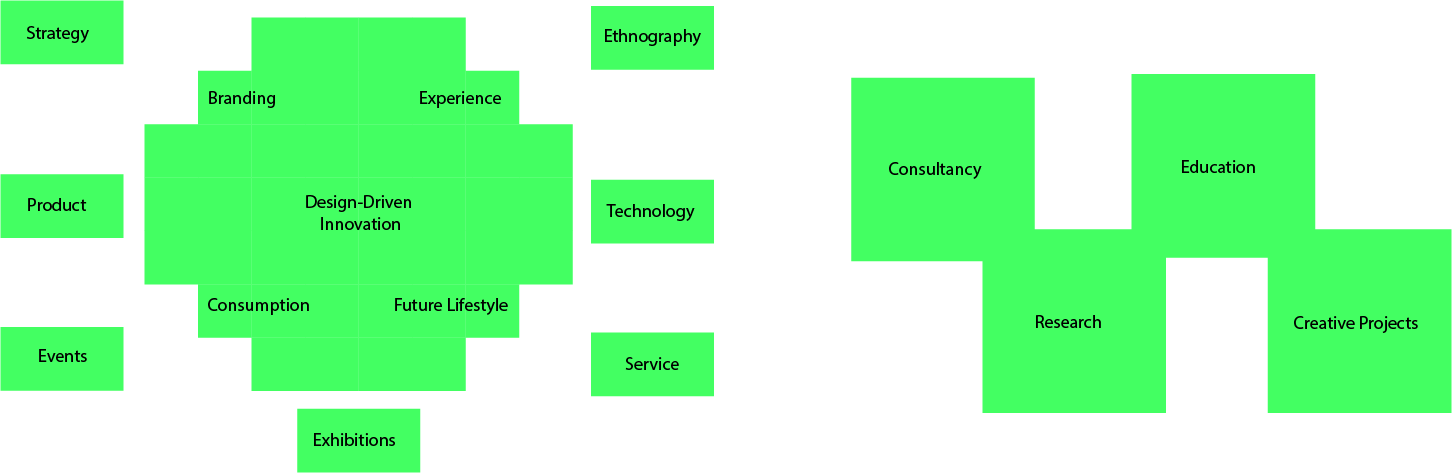 Strategy
Ethnography
Branding
Experience
Product
Design-Driven
Innovation
Technology
Consumption
Future Lifestyle
Events
Service
Exhibitions
Consultancy
Education
Research
Creative Projects